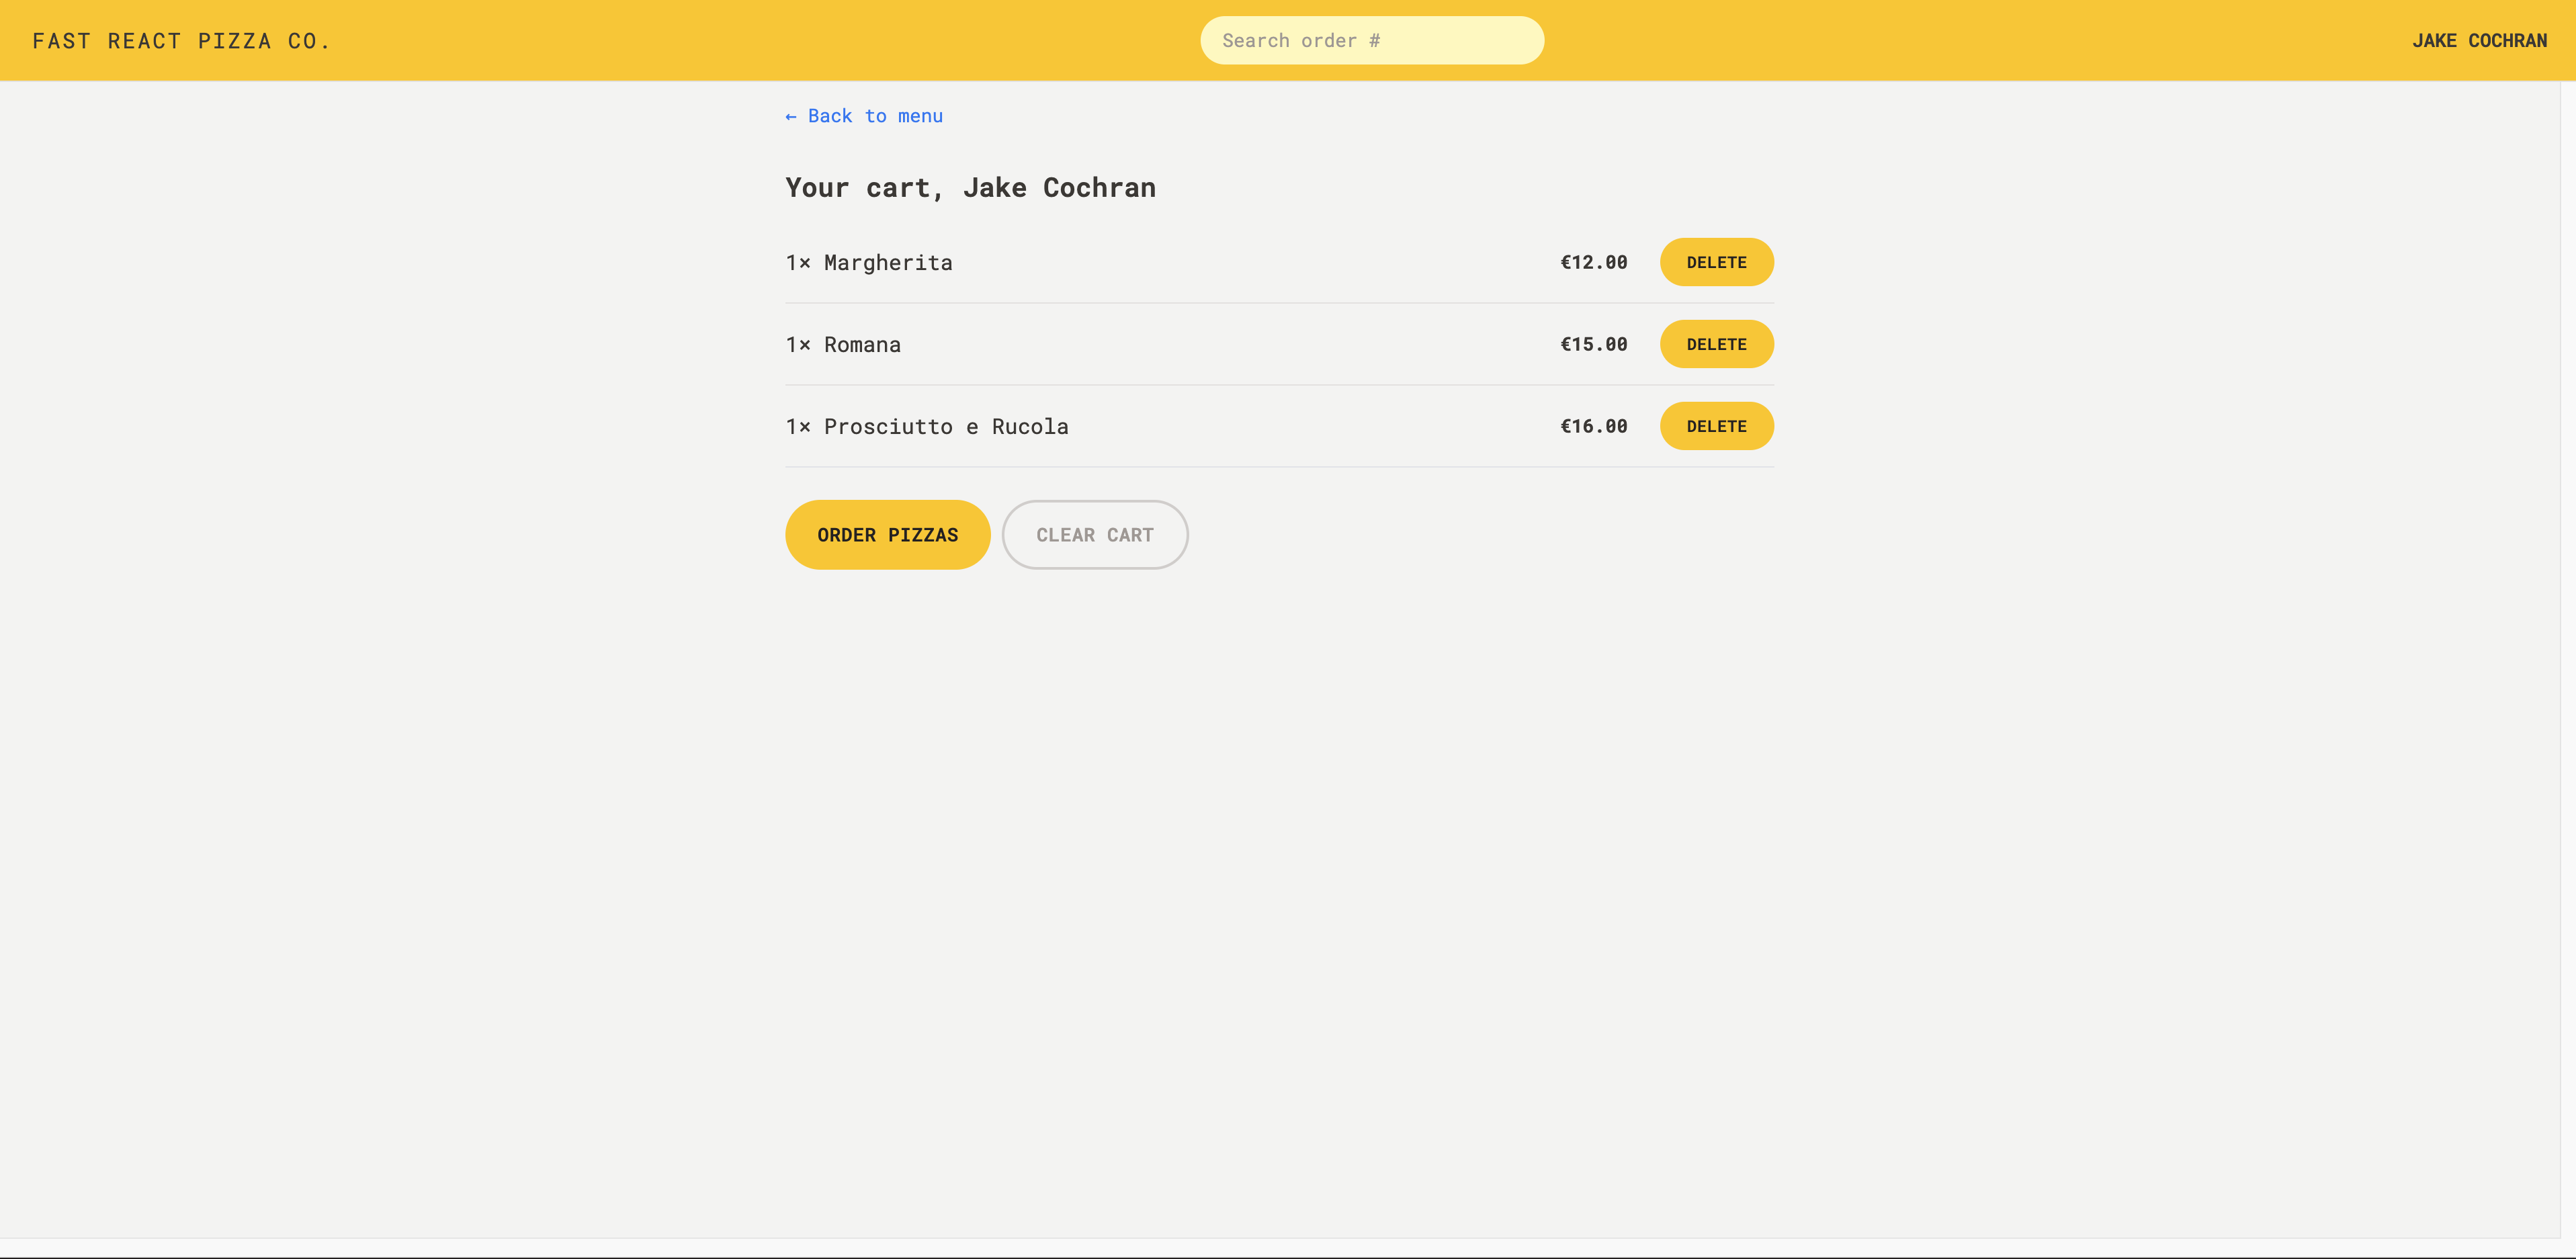 FAST REACT PIZZA CO.
Search order #
JAKE COCHRAN
← Back to menu
Your cart, Jake Cochran
1× Margherita €12.00 DELETE
1× Romana €15.00 DELETE
1× Prosciutto e Rucola €16.00 DELETE
ORDER PIZZAS CLEAR CART